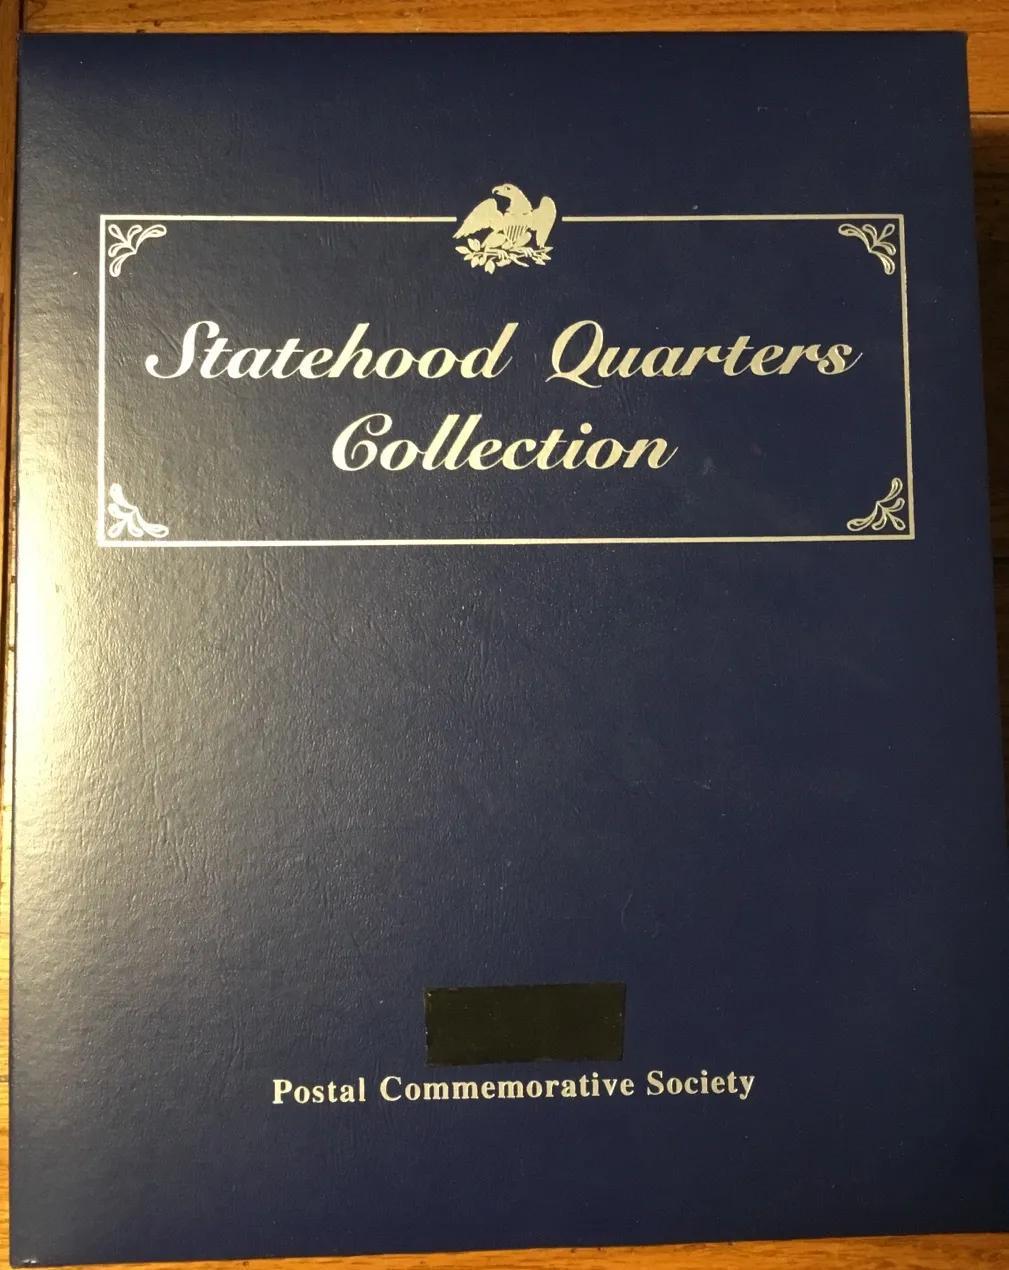 Statehood Quarters
Collection
Postal Commemorative Society